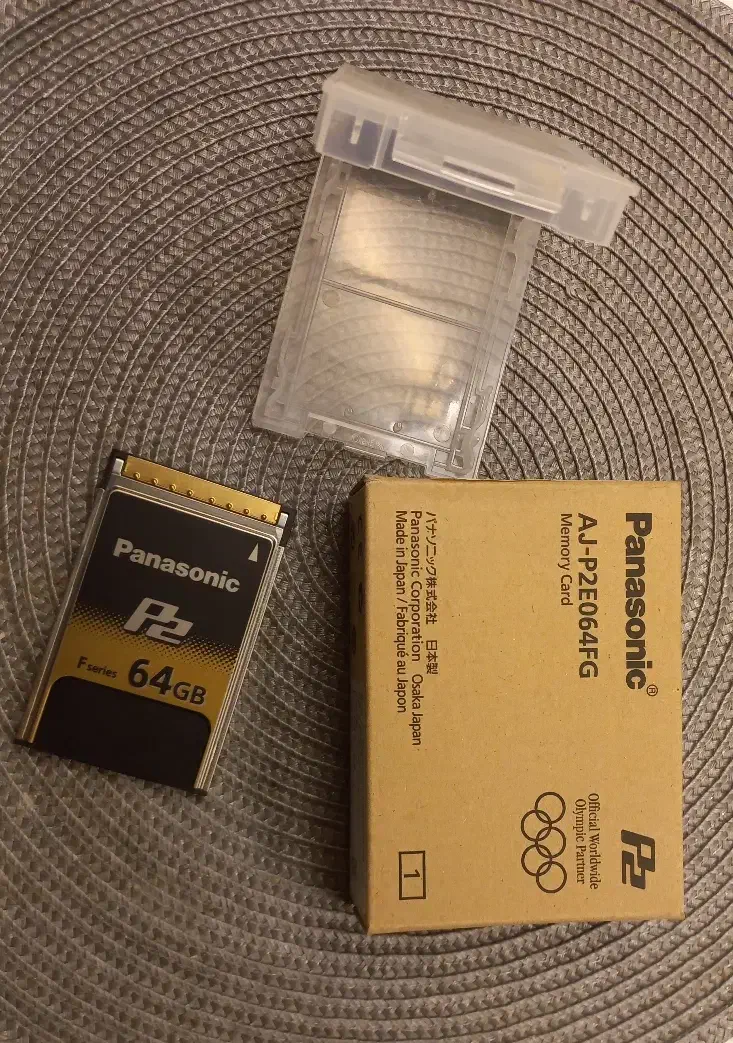 Panasonic
P2
F series 64GB
Panasonic®
AJ-P2E064FG
Memory Card
パナソニック株式会社 日本製
Panasonic Corporation Osaka Japan
Made in Japan / Fabriqué au Japon
P2
Official Worldwide
Olympic Partner
1